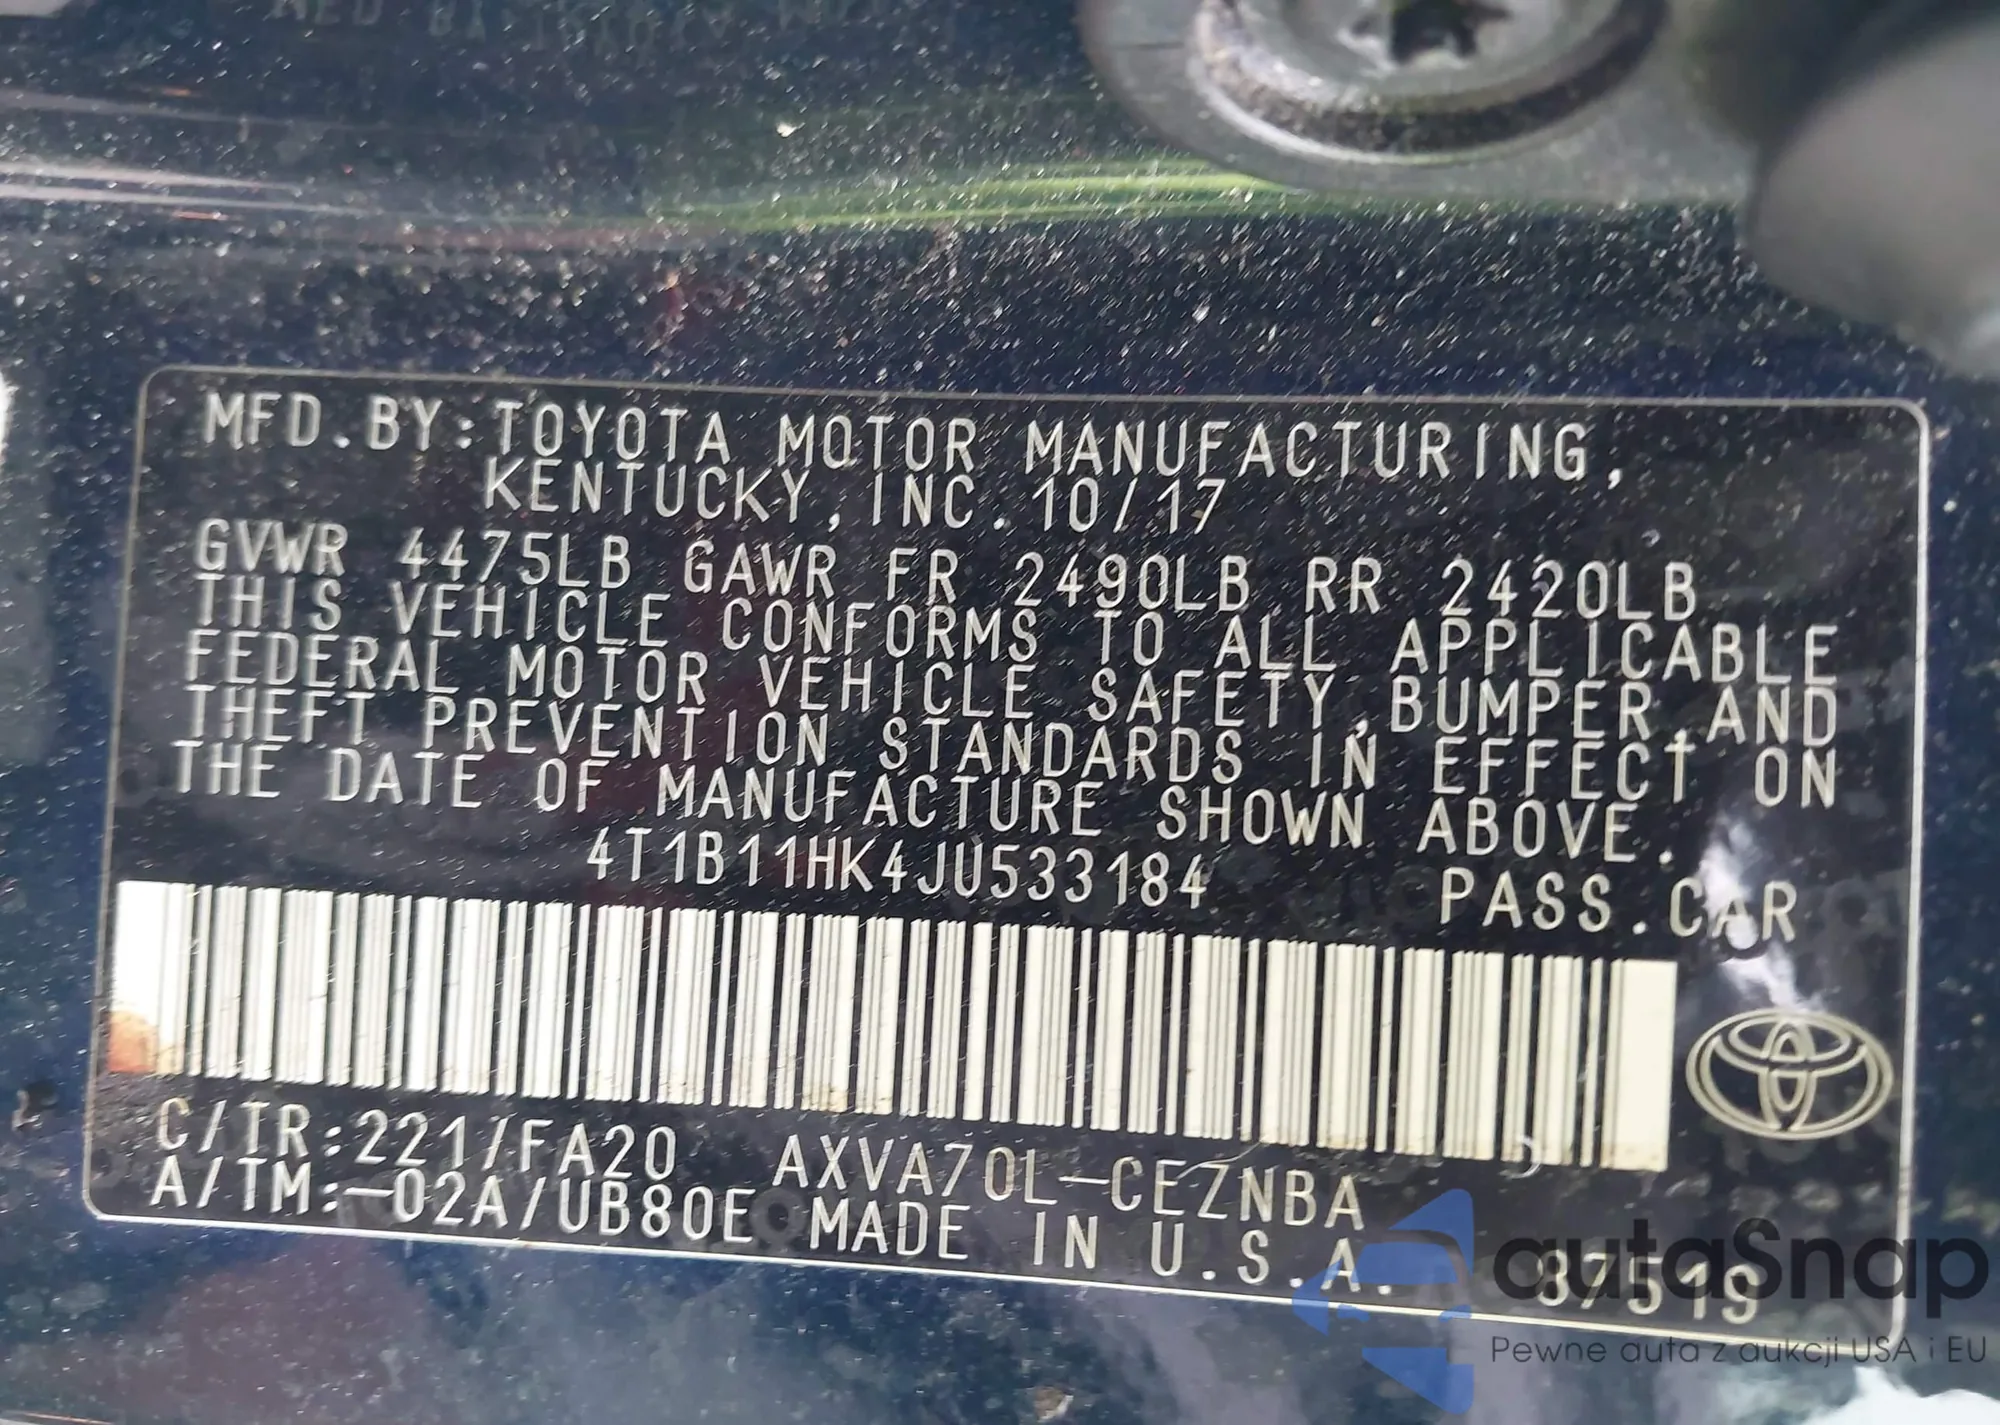 MFD.BY:TOYOTA MOTOR MANUFACTURING,
KENTUCKY,INC. 10/17
GVWR 4475LB GAWR FR 2490LB RR 2420LB
THIS VEHICLE CONFORMS TO ALL APPLICABLE
FEDERAL MOTOR VEHICLE SAFETY,BUMPER,AND
THEFT PREVENTION STANDARDS IN EFFECT ON
THE DATE OF MANUFACTURE SHOWN ABOVE.
4T1B11HK4JU533184 PASS.CAR
C/TR:221/FA20 AXVA70L-CEZNBA
A/TM:-02A/UB80E MADE IN U.S.A. 87519
autaSnap
Pewne auta z aukcji USA i EU